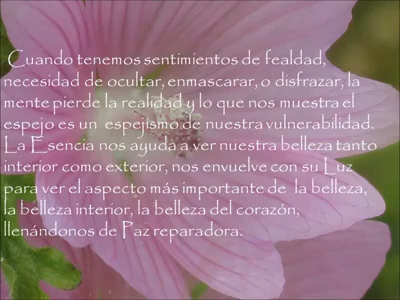 Cuando tenemos sentimientos de fealdad,
necesidad de ocultar, enmascarar, o disfrazar, la
mente pierde la realidad y lo que nos muestra el
espejo es un espejismo de nuestra vulnerabilidad.
La Esencia nos ayuda a ver nuestra belleza tanto
interior como exterior, nos envuelve con su Luz
para ver el aspecto más importante de la belleza,
la belleza interior, la belleza del corazón,
llenándonos de Paz reparadora.